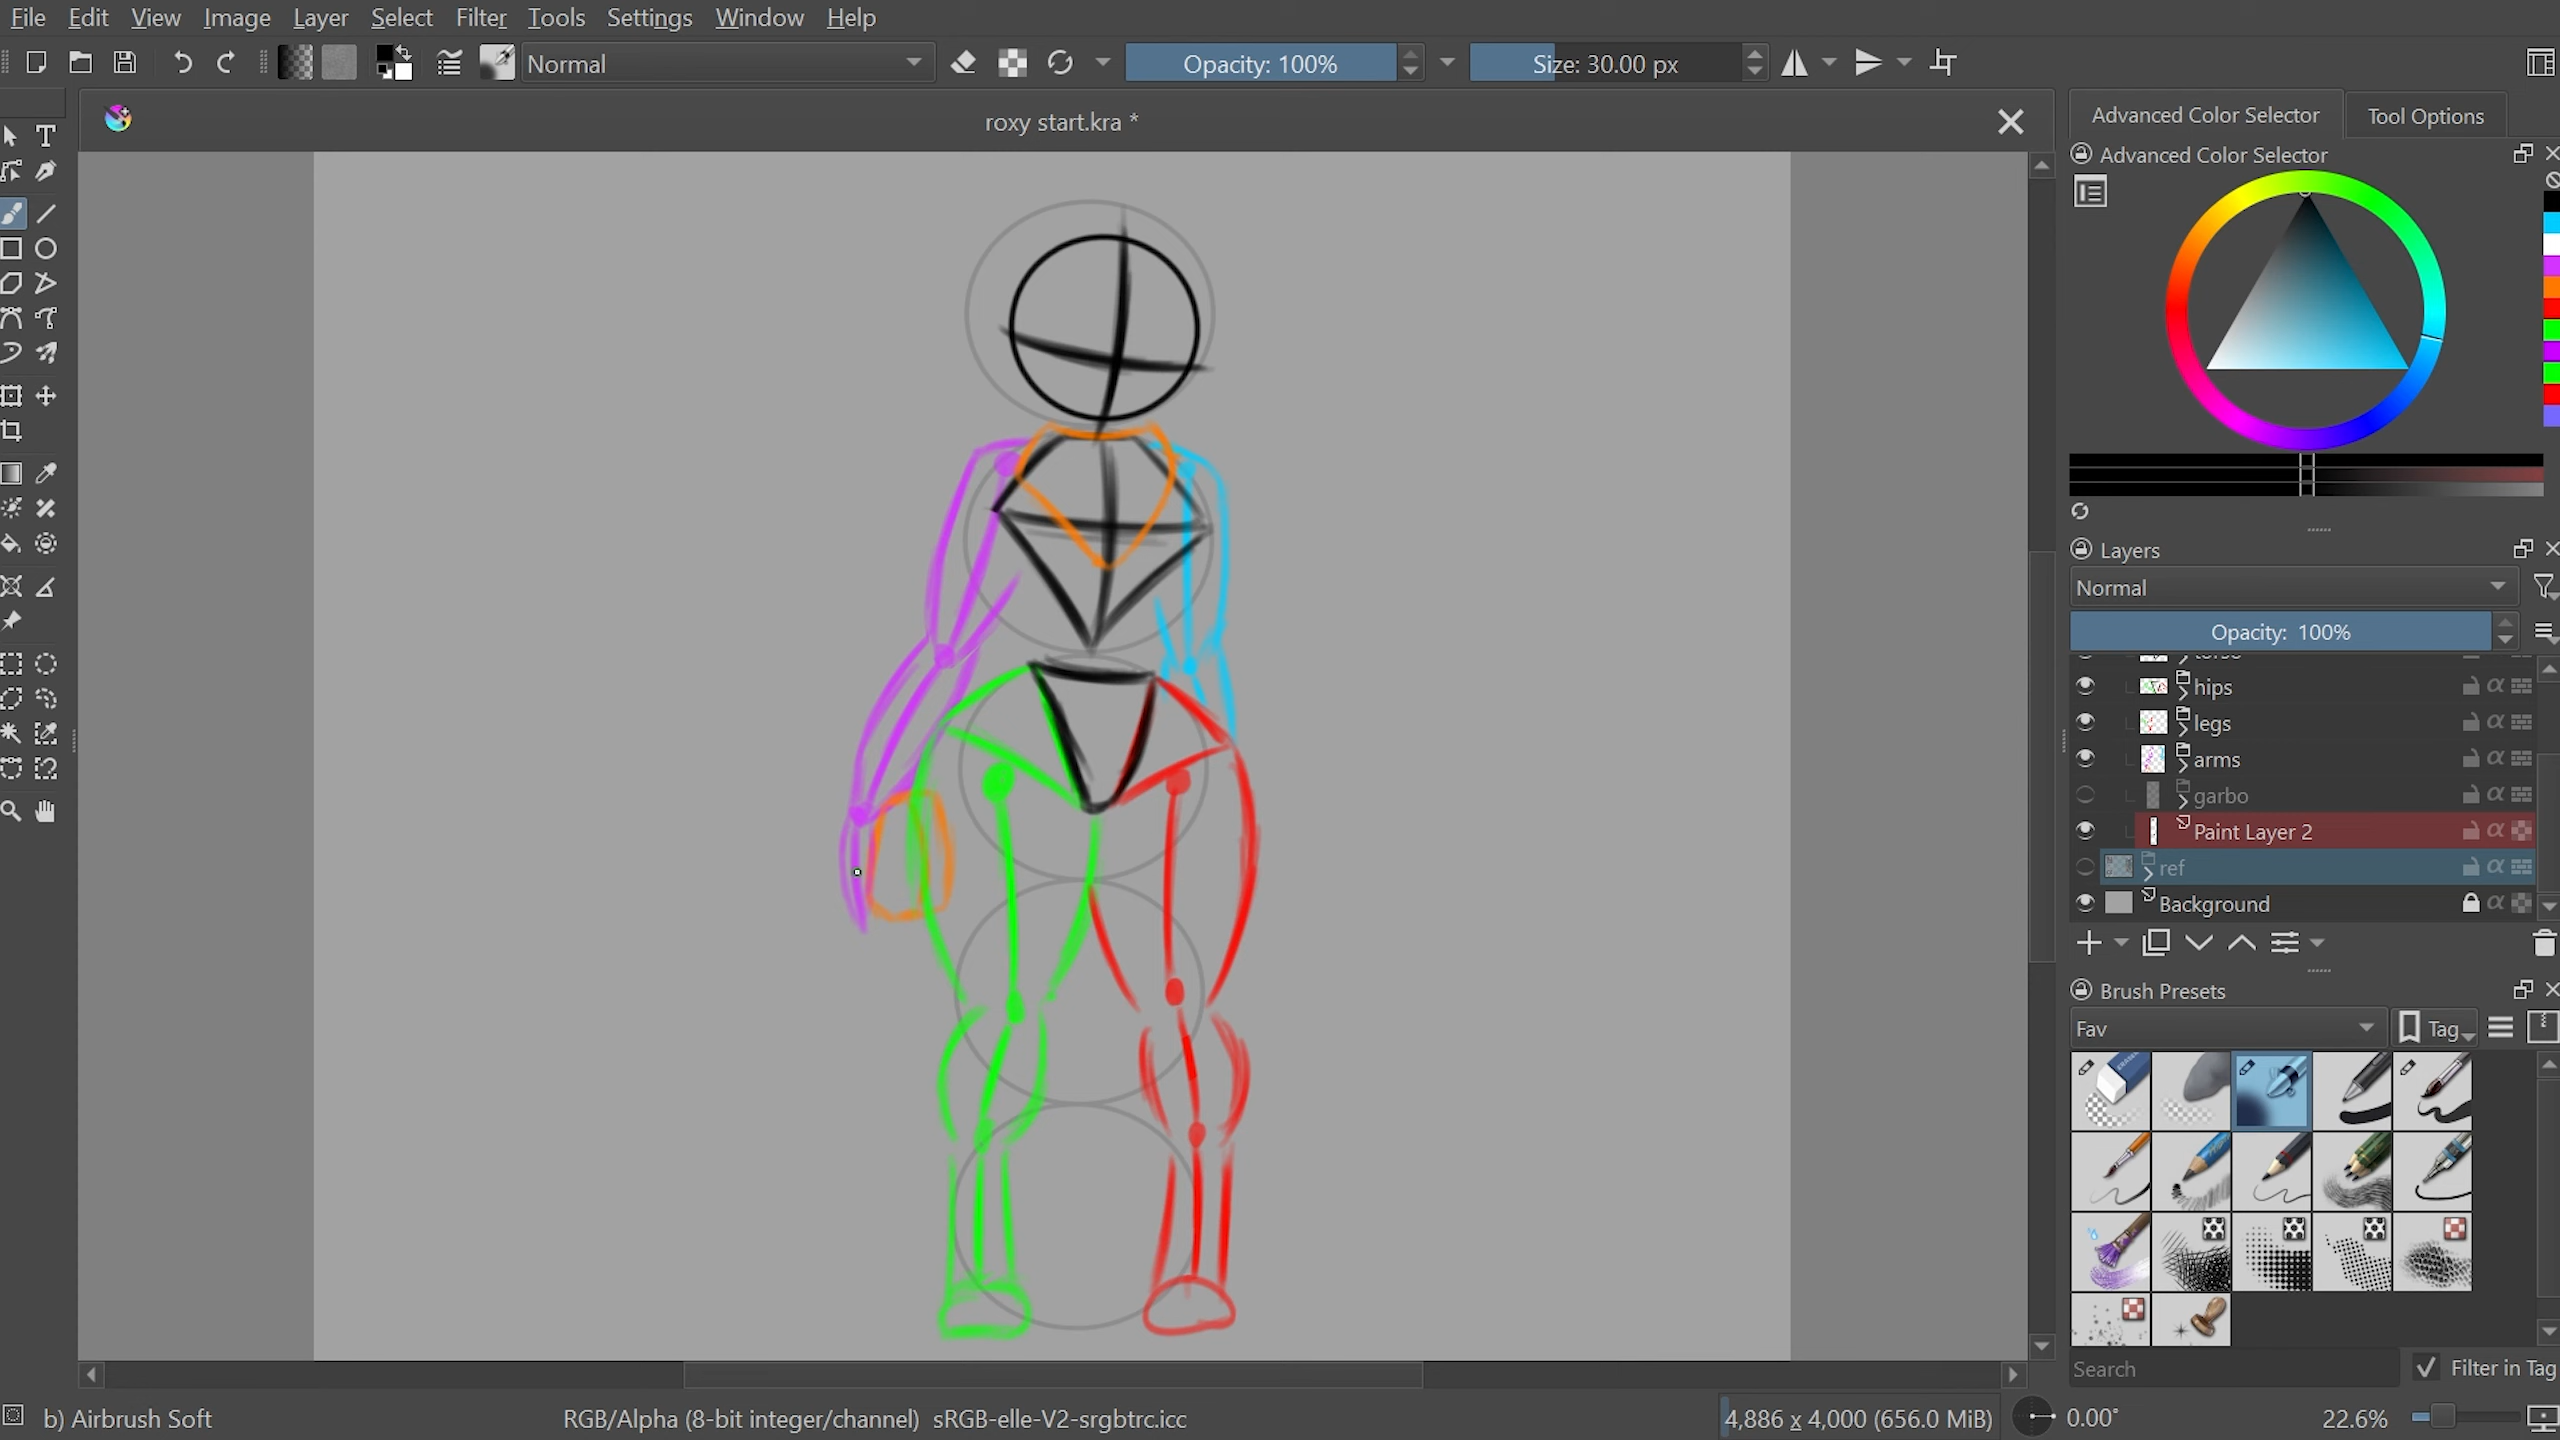 File Edit View Image Layer Select Filter Tools Settings Window Help
Normal Opacity: 100% Size: 30.00 px
roxy start.kra *
Advanced Color Selector Tool Options
Advanced Color Selector
Layers
Normal
Opacity: 100%
hips
legs
arms
garbo
Paint Layer 2
ref
Background
Brush Presets
Fav Tag
Search Filter in Tag
b) Airbrush Soft RGB/Alpha (8-bit integer/channel) sRGB-elle-V2-srgbtrc.icc 4,886 x 4,000 (656.0 MiB) 0.00° 22.6%